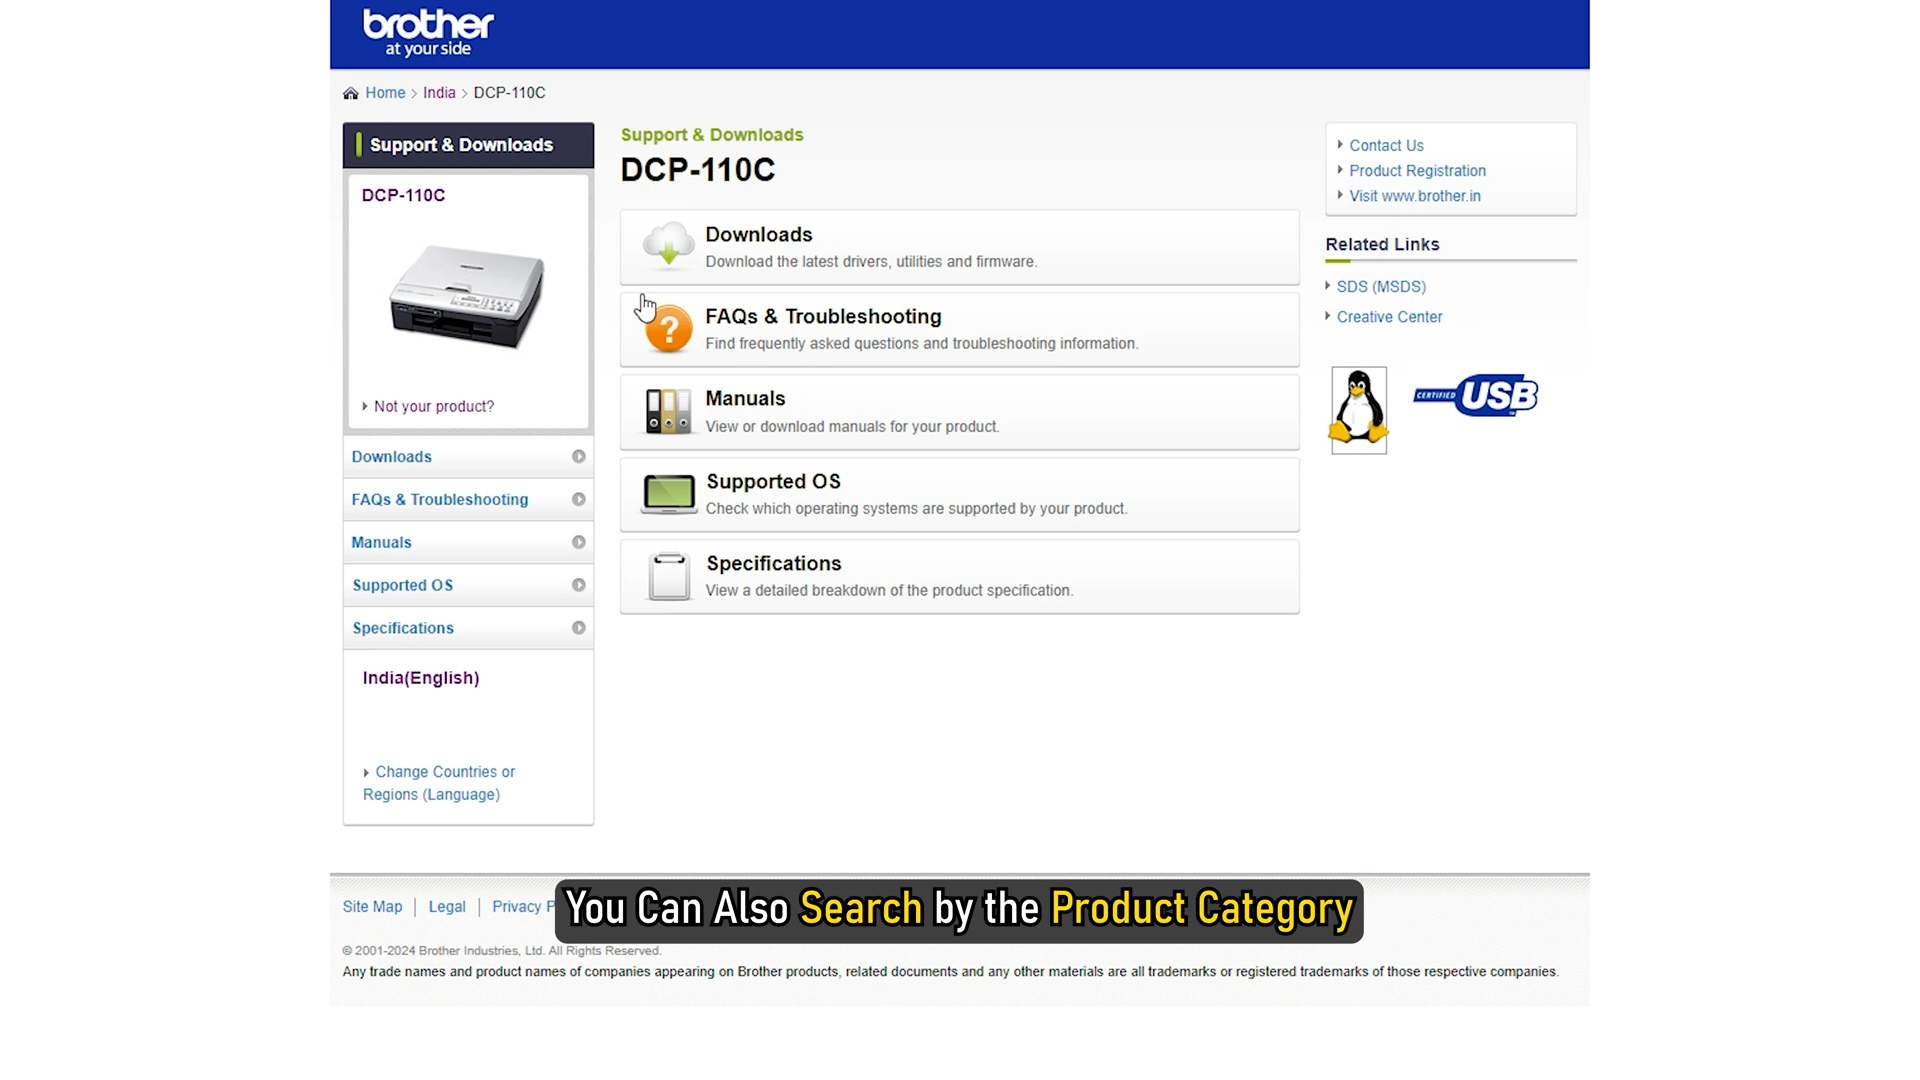 brother
at your side
Home > India > DCP-110C
Support & Downloads
DCP-110C
Not your product?
Downloads
FAQs & Troubleshooting
Manuals
Supported OS
Specifications
India(English)
Change Countries or
Regions (Language)
Support & Downloads
DCP-110C
Downloads
Download the latest drivers, utilities and firmware.
FAQs & Troubleshooting
Find frequently asked questions and troubleshooting information.
Manuals
View or download manuals for your product.
Supported OS
Check which operating systems are supported by your product.
Specifications
View a detailed breakdown of the product specification.
Contact Us
Product Registration
Visit www.brother.in
Related Links
SDS (MSDS)
Creative Center
CERTIFIED USB
Site Map | Legal | Privacy P
You Can Also Search by the Product Category
© 2001-2024 Brother Industries, Ltd. All Rights Reserved.
Any trade names and product names of companies appearing on Brother products, related documents and any other materials are all trademarks or registered trademarks of those respective companies.